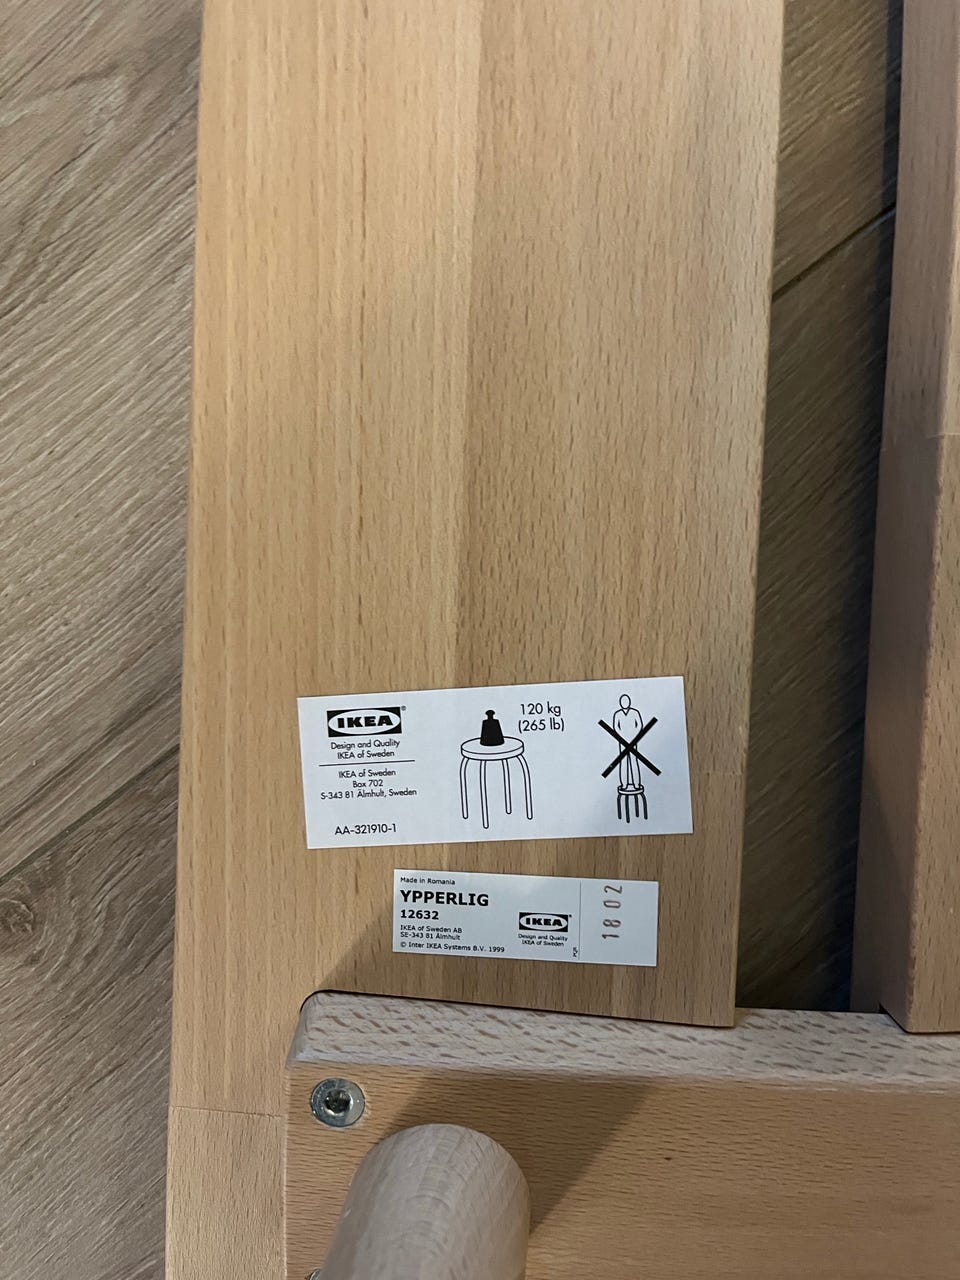 IKEA®
Design and Quality
IKEA of Sweden
IKEA of Sweden
Box 702
S-343 81 Älmhult, Sweden
AA-321910-1
120 kg
(265 lb)
Made in Romania
YPPERLIG
12632
IKEA of Sweden AB
SE-343 81 Älmhult
© Inter IKEA Systems B.V. 1999
IKEA®
Design and Quality
IKEA of Sweden
1802